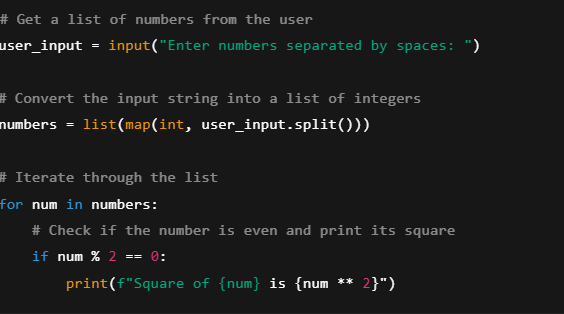 # Get a list of numbers from the user
user_input = input("Enter numbers separated by spaces: ")
# Convert the input string into a list of integers
numbers = list(map(int, user_input.split()))
# Iterate through the list
for num in numbers:
    # Check if the number is even and print its square
    if num % 2 == 0:
        print(f"Square of {num} is {num ** 2}")